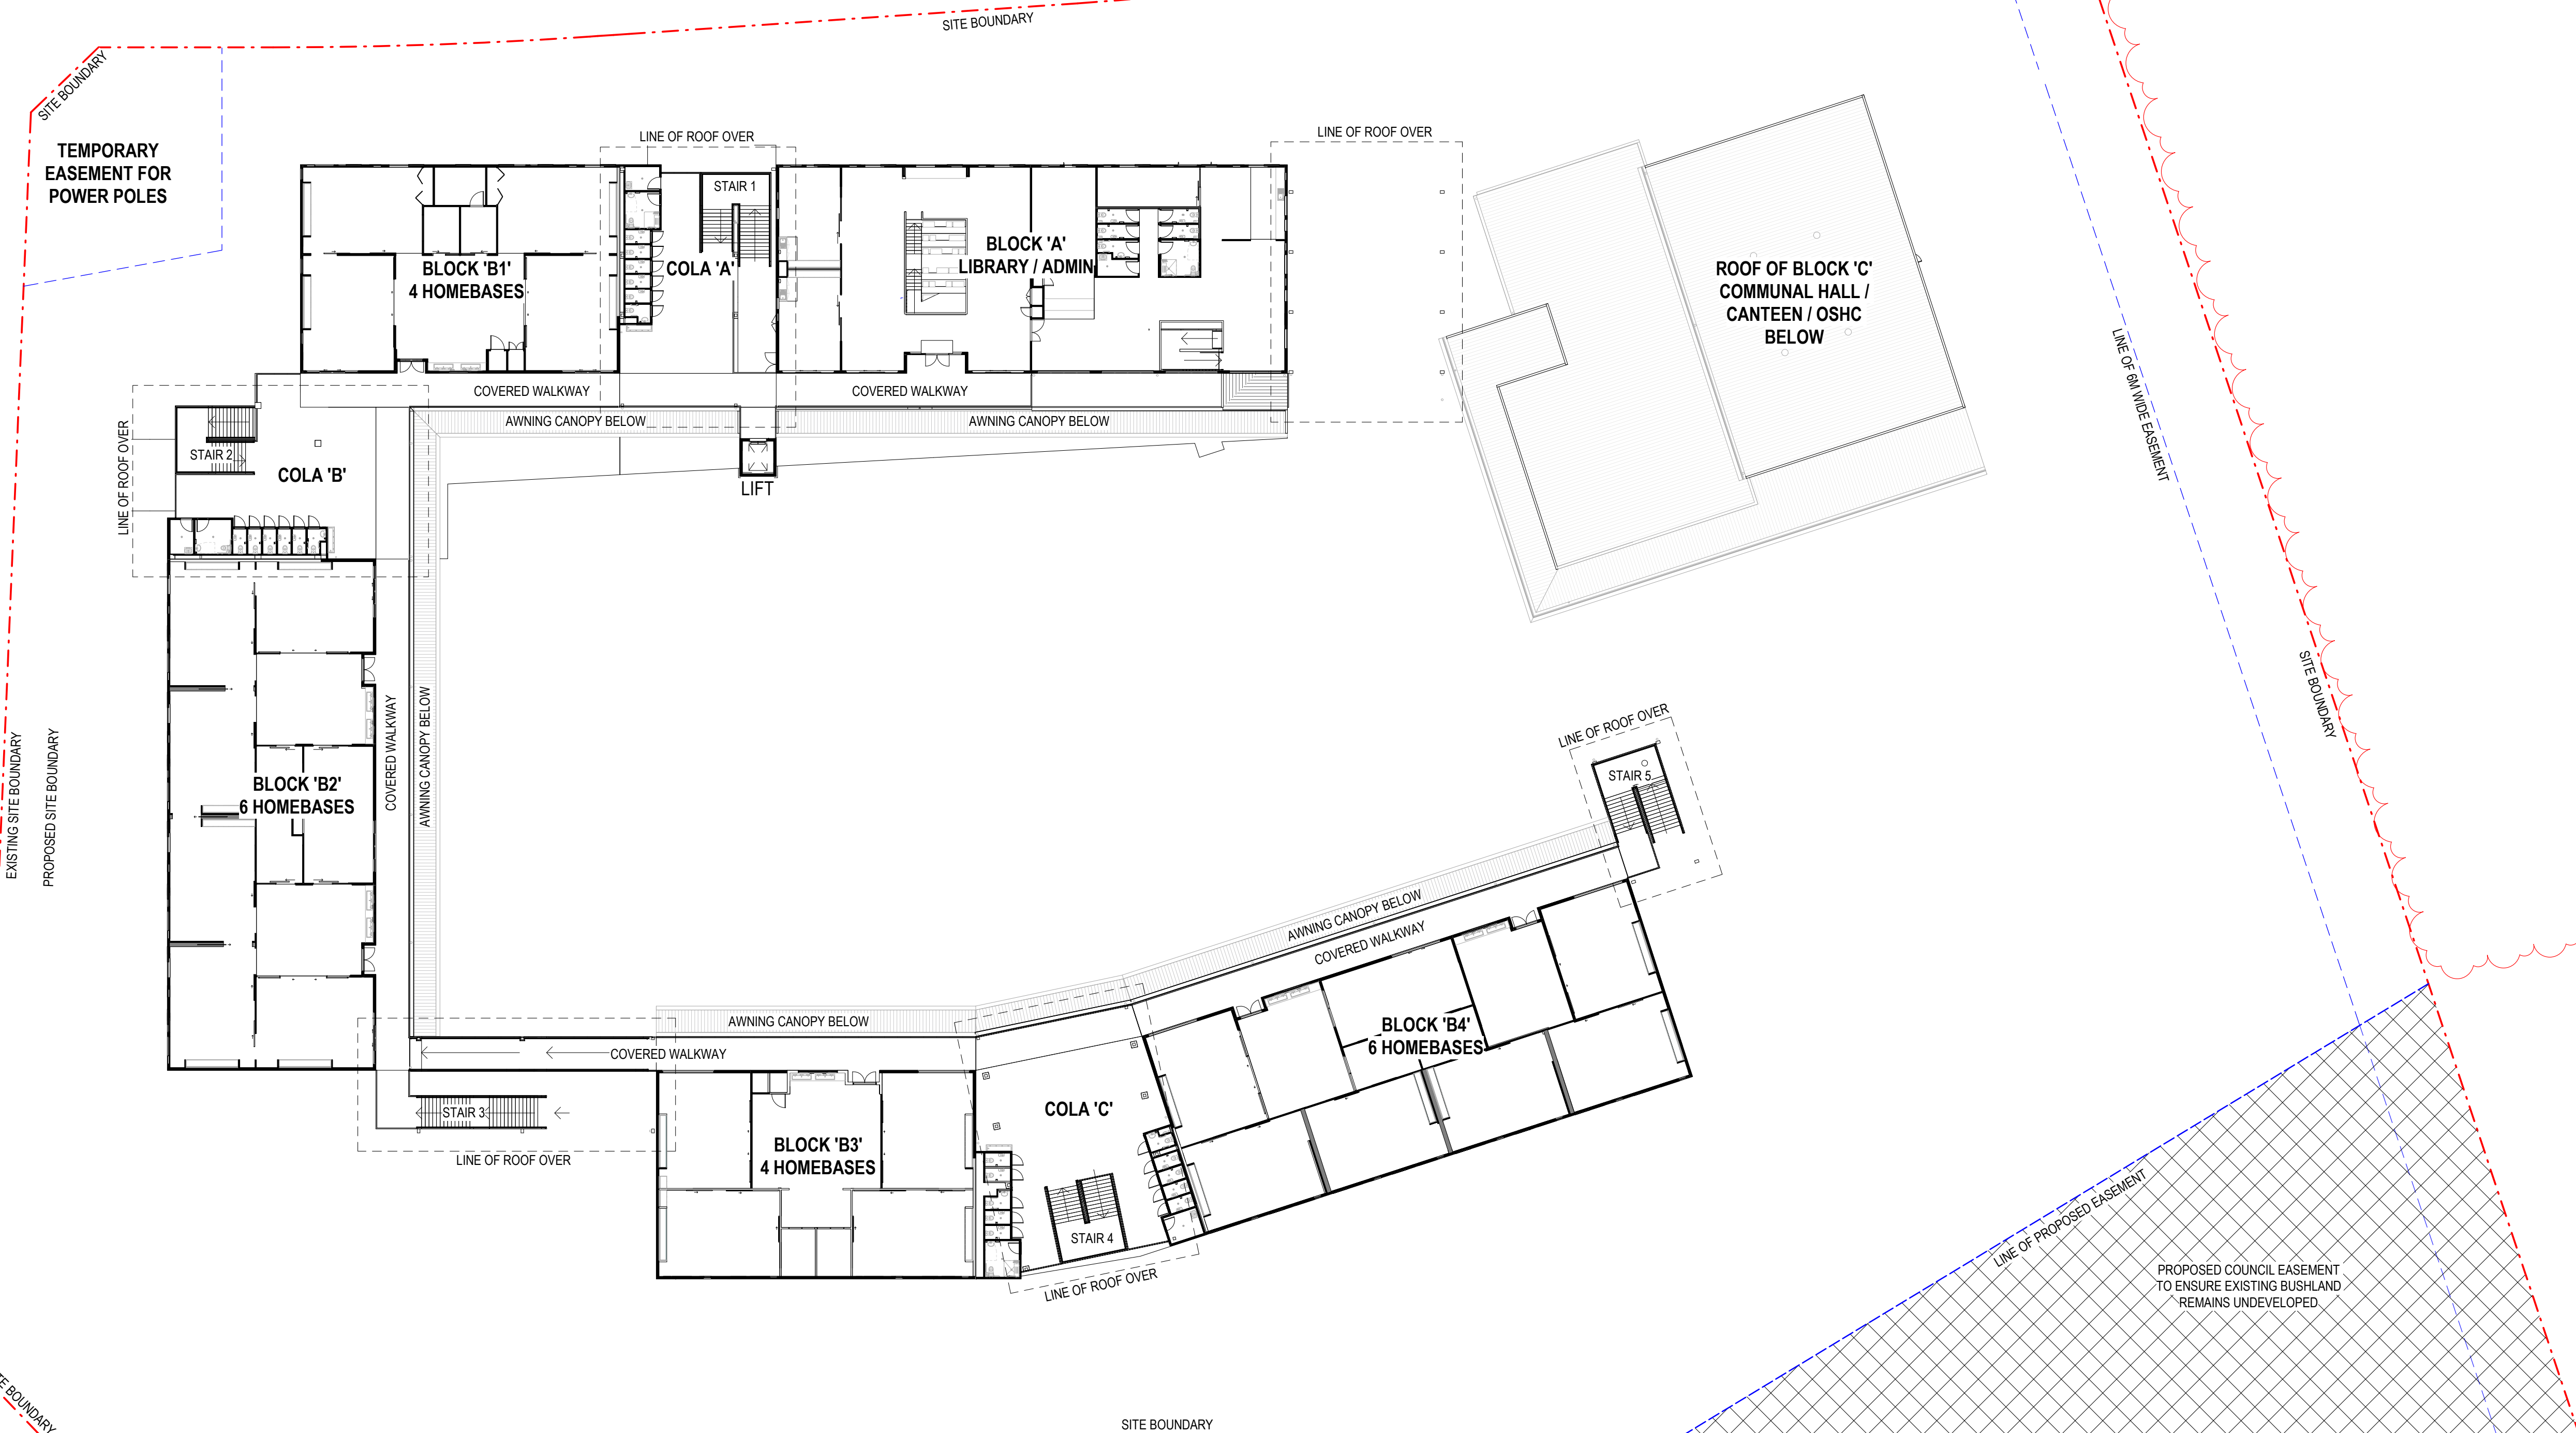 SITE BOUNDARY
SITE BOUNDARY
TEMPORARY
EASEMENT FOR
POWER POLES
LINE OF ROOF OVER
LINE OF ROOF OVER
STAIR 1
BLOCK 'A'
LIBRARY / ADMIN
COLA 'A'
BLOCK 'B1'
4 HOMEBASES
ROOF OF BLOCK 'C'
COMMUNAL HALL /
CANTEEN / OSHC
BELOW
LINE OF 6M WIDE EASEMENT
COVERED WALKWAY
COVERED WALKWAY
AWNING CANOPY BELOW
AWNING CANOPY BELOW
LINE OF ROOF OVER
STAIR 2
COLA 'B'
LIFT
SITE BOUNDARY
EXISTING SITE BOUNDARY
PROPOSED SITE BOUNDARY
BLOCK 'B2'
6 HOMEBASES
COVERED WALKWAY
AWNING CANOPY BELOW
LINE OF ROOF OVER
STAIR 5
AWNING CANOPY BELOW
COVERED WALKWAY
AWNING CANOPY BELOW
COVERED WALKWAY
BLOCK 'B4'
6 HOMEBASES
STAIR 3
COLA 'C'
BLOCK 'B3'
4 HOMEBASES
LINE OF ROOF OVER
STAIR 4
LINE OF ROOF OVER
LINE OF PROPOSED EASEMENT
PROPOSED COUNCIL EASEMENT
TO ENSURE EXISTING BUSHLAND
REMAINS UNDEVELOPED
TE BOUNDARY
SITE BOUNDARY